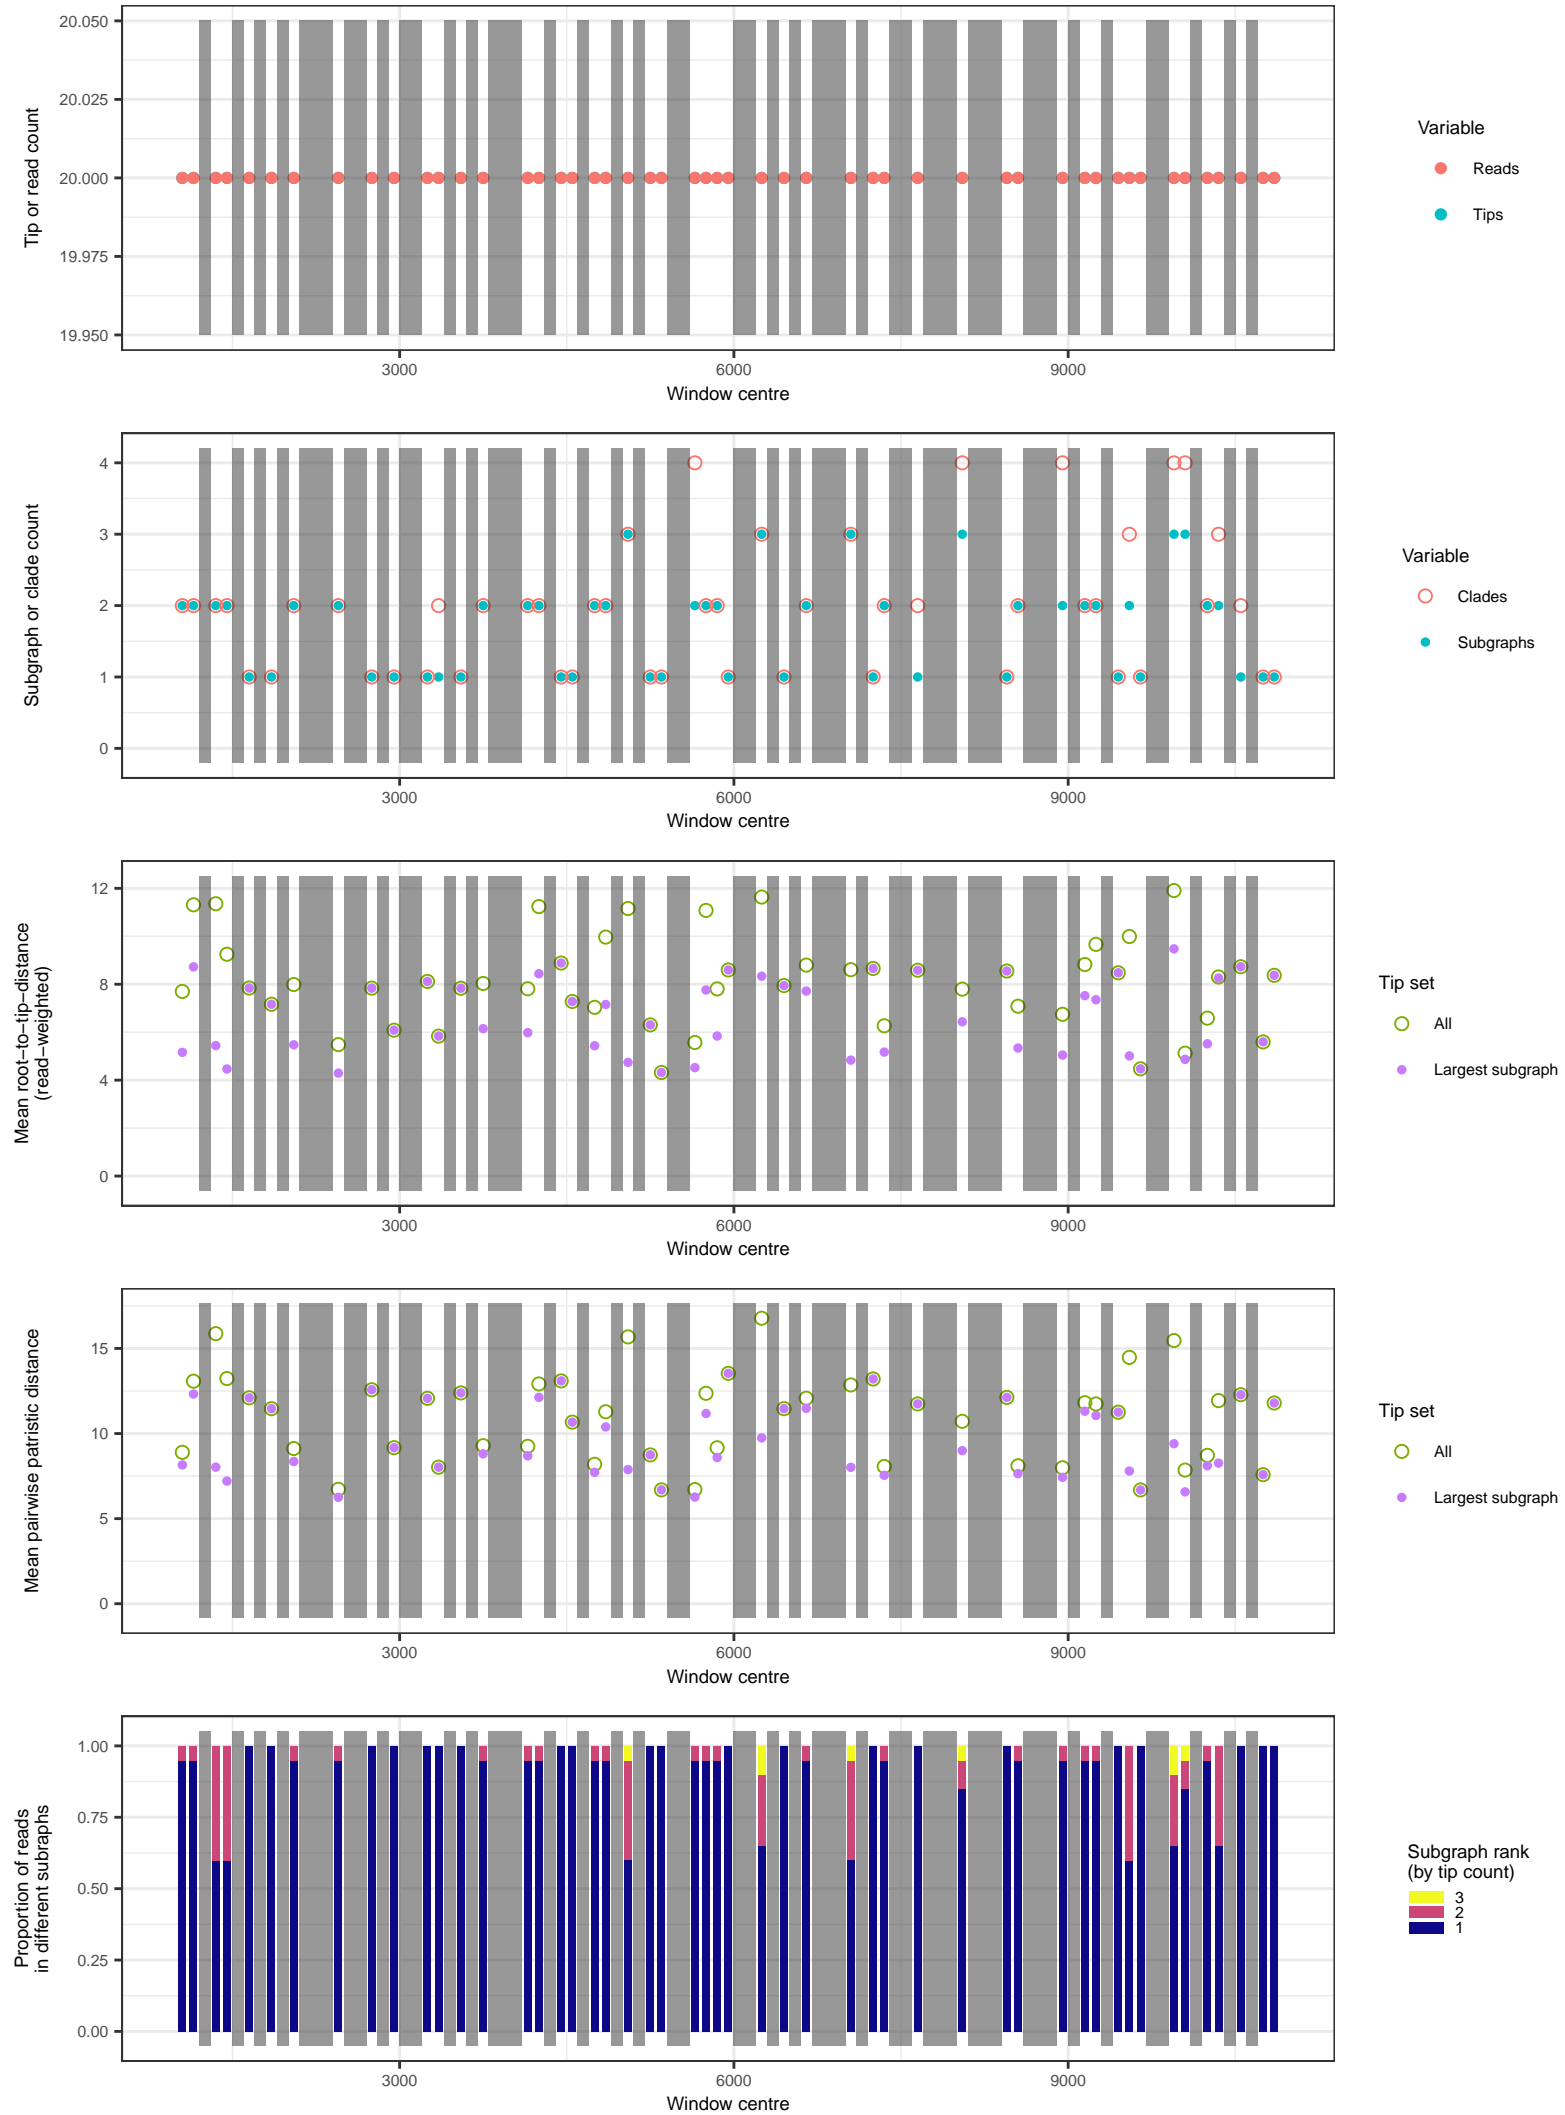 20.050
20.025
20.000
19.975
19.950
Tip or read count
3000 6000 9000
Window centre
Variable
Reads
Tips
4
3
2
1
0
Subgraph or clade count
3000 6000 9000
Window centre
Variable
Clades
Subgraphs
12
8
4
0
Mean root−to−tip−distance
(read−weighted)
3000 6000 9000
Window centre
Tip set
All
Largest subgraph
15
10
5
0
Mean pairwise patristic distance
3000 6000 9000
Window centre
Tip set
All
Largest subgraph
1.00
0.75
0.50
0.25
0.00
Proportion of reads
in different subraphs
3000 6000 9000
Window centre
Subgraph rank
(by tip count)
3
2
1